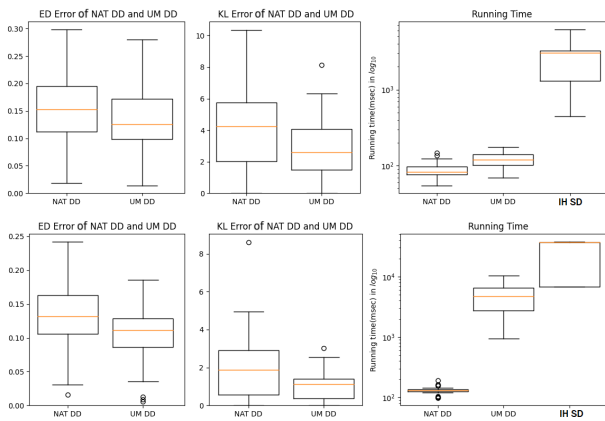 ED Error of NAT DD and UM DD
KL Error of NAT DD and UM DD
Running Time
0.30
0.25
0.20
0.15
0.10
0.05
0.00
NAT DD
UM DD
10
8
6
4
2
0
NAT DD
UM DD
Running time(msec) in log₁₀
10³
10²
NAT DD
UM DD
IH SD
ED Error of NAT DD and UM DD
KL Error of NAT DD and UM DD
Running Time
0.25
0.20
0.15
0.10
0.05
0.00
NAT DD
UM DD
8
6
4
2
0
NAT DD
UM DD
Running time(msec) in log₁₀
10⁴
10³
10²
NAT DD
UM DD
IH SD